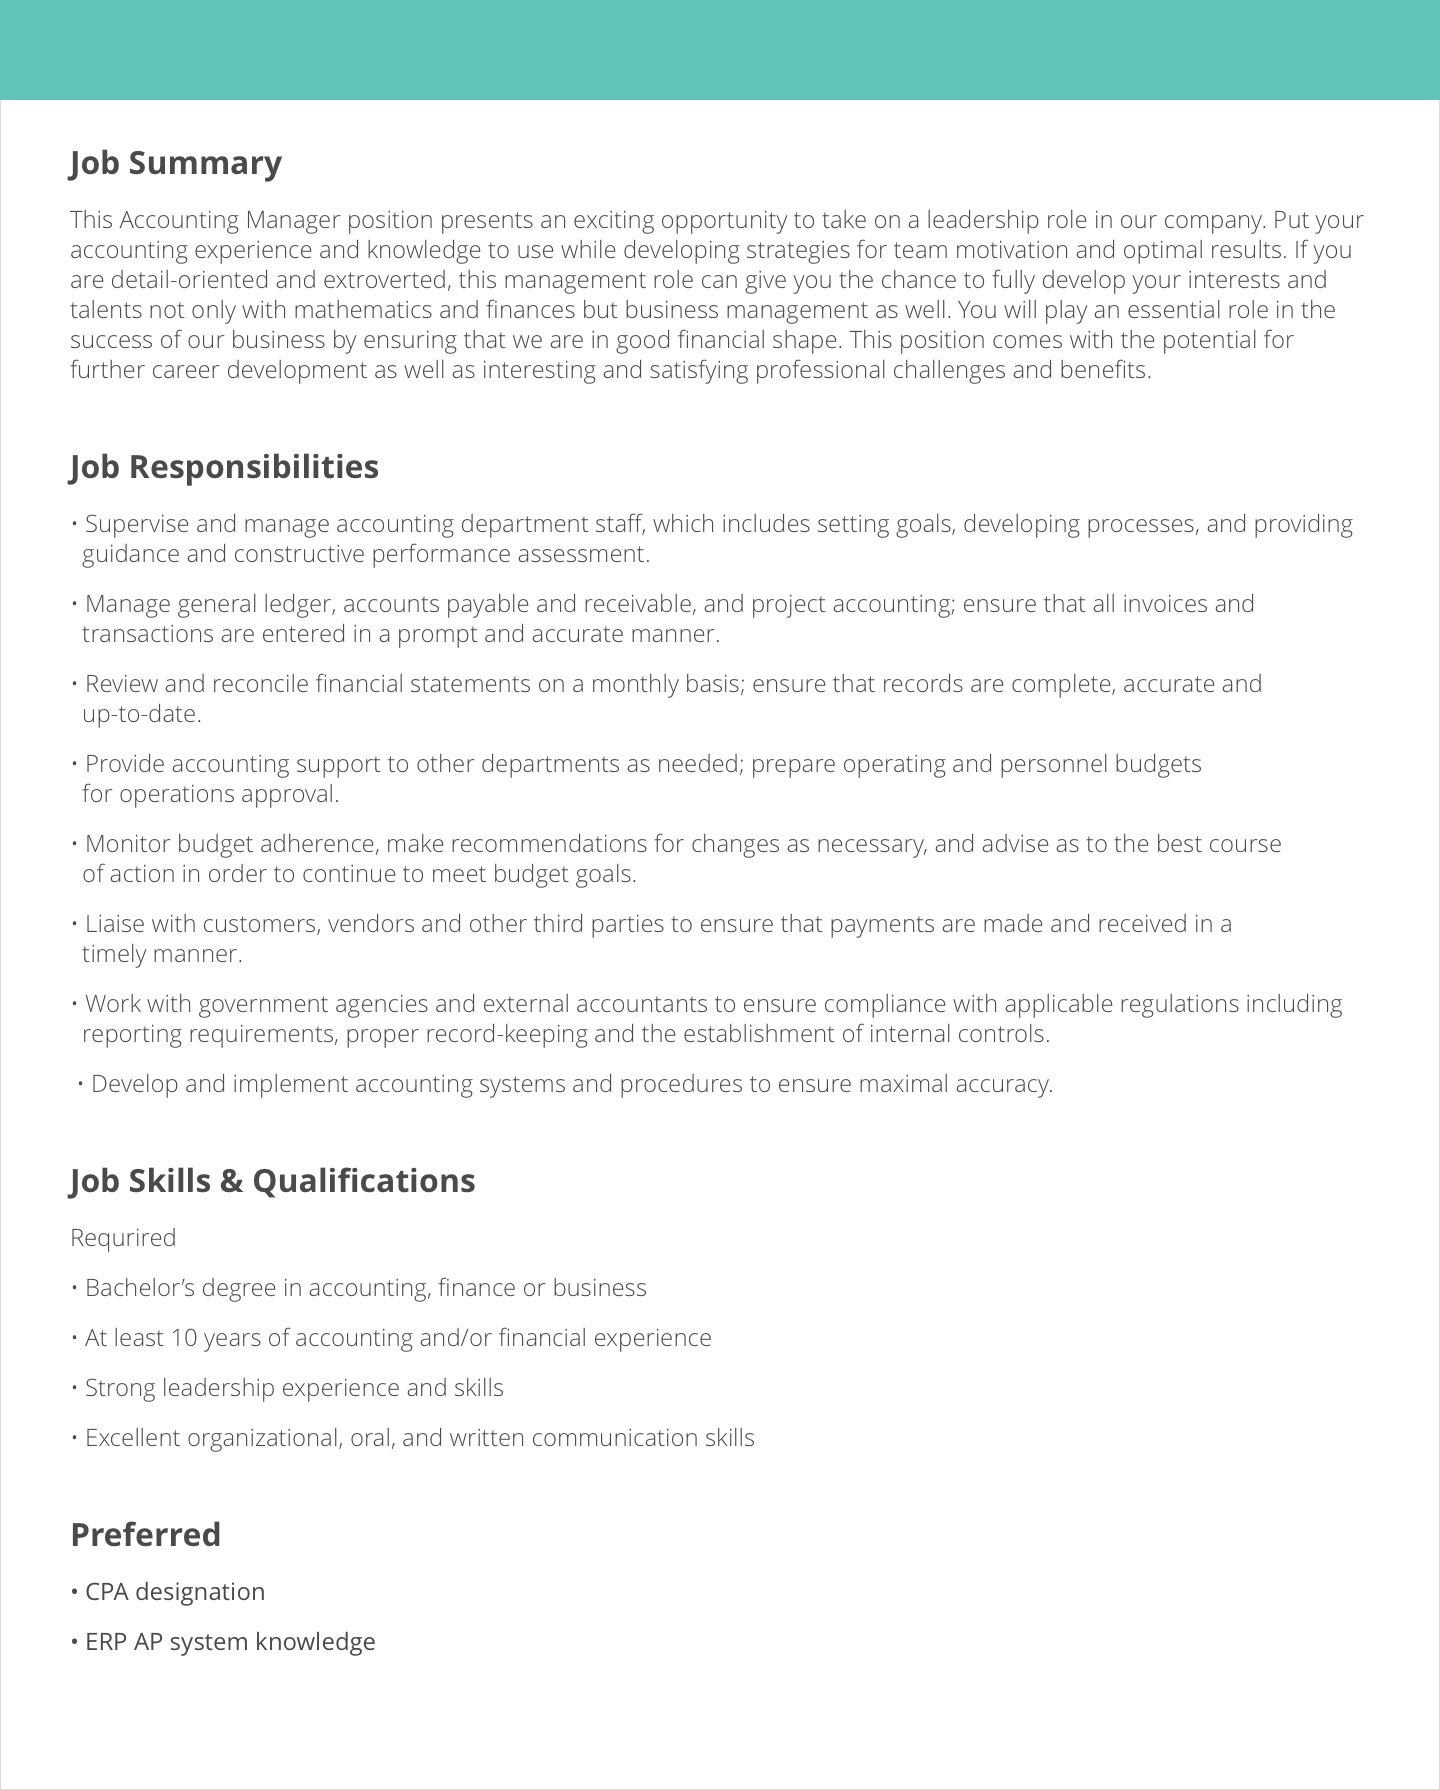 Job Summary
This Accounting Manager position presents an exciting opportunity to take on a leadership role in our company. Put your
accounting experience and knowledge to use while developing strategies for team motivation and optimal results. If you
are detail-oriented and extroverted, this management role can give you the chance to fully develop your interests and
talents not only with mathematics and finances but business management as well. You will play an essential role in the
success of our business by ensuring that we are in good financial shape. This position comes with the potential for
further career development as well as interesting and satisfying professional challenges and benefits.
Job Responsibilities
• Supervise and manage accounting department staff, which includes setting goals, developing processes, and providing
guidance and constructive performance assessment.
• Manage general ledger, accounts payable and receivable, and project accounting; ensure that all invoices and
transactions are entered in a prompt and accurate manner.
• Review and reconcile financial statements on a monthly basis; ensure that records are complete, accurate and
up-to-date.
• Provide accounting support to other departments as needed; prepare operating and personnel budgets
for operations approval.
• Monitor budget adherence, make recommendations for changes as necessary, and advise as to the best course
of action in order to continue to meet budget goals.
• Liaise with customers, vendors and other third parties to ensure that payments are made and received in a
timely manner.
• Work with government agencies and external accountants to ensure compliance with applicable regulations including
reporting requirements, proper record-keeping and the establishment of internal controls.
• Develop and implement accounting systems and procedures to ensure maximal accuracy.
Job Skills & Qualifications
Requrired
• Bachelor’s degree in accounting, finance or business
• At least 10 years of accounting and/or financial experience
• Strong leadership experience and skills
• Excellent organizational, oral, and written communication skills
Preferred
• CPA designation
• ERP AP system knowledge